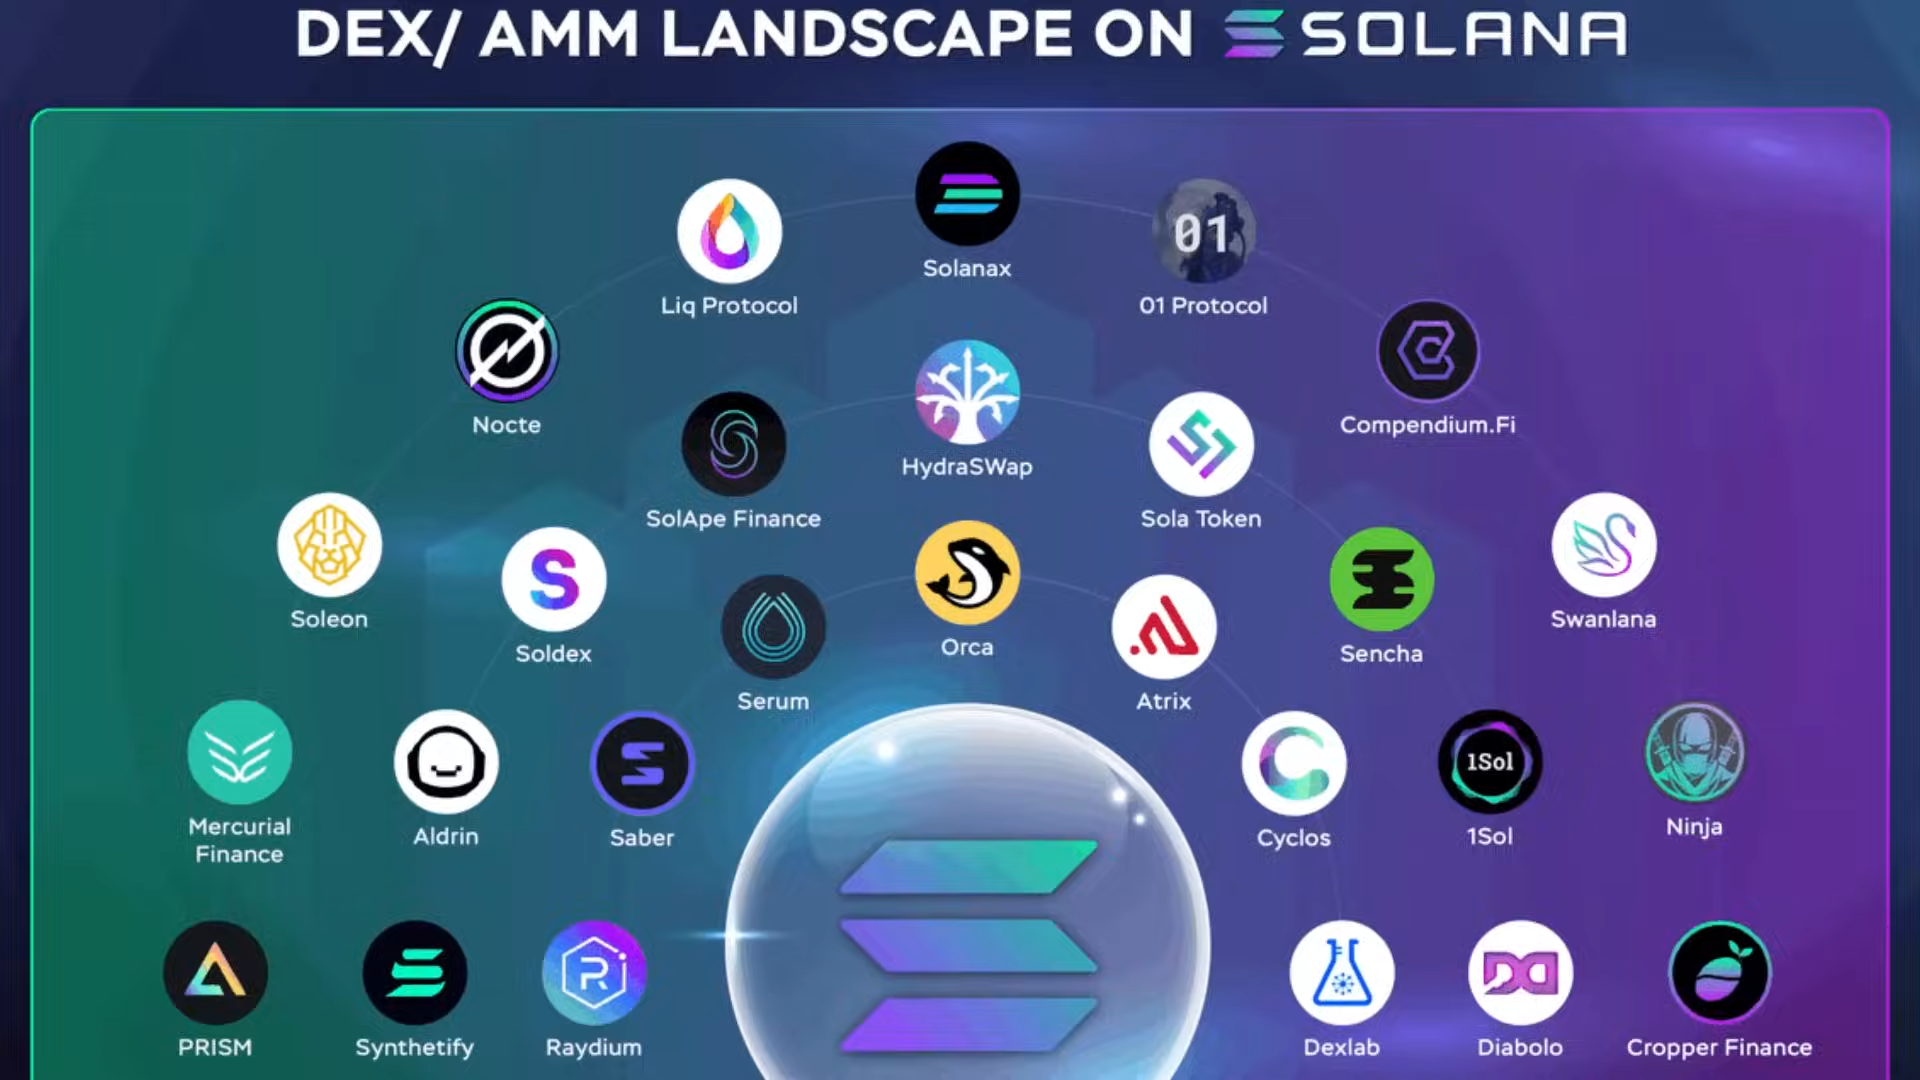 DEX/ AMM LANDSCAPE ON SOLANA
Solanax
Liq Protocol
01
01 Protocol
Nocte
Compendium.Fi
HydraSWap
SolApe Finance
Sola Token
Soleon
Swanlana
S
Soldex
Orca
Sencha
Serum
Atrix
Mercurial
Finance
Aldrin
Saber
Cyclos
1Sol
1Sol
Ninja
PRISM
Synthetify
R
Raydium
Dexlab
Diabolo
Cropper Finance